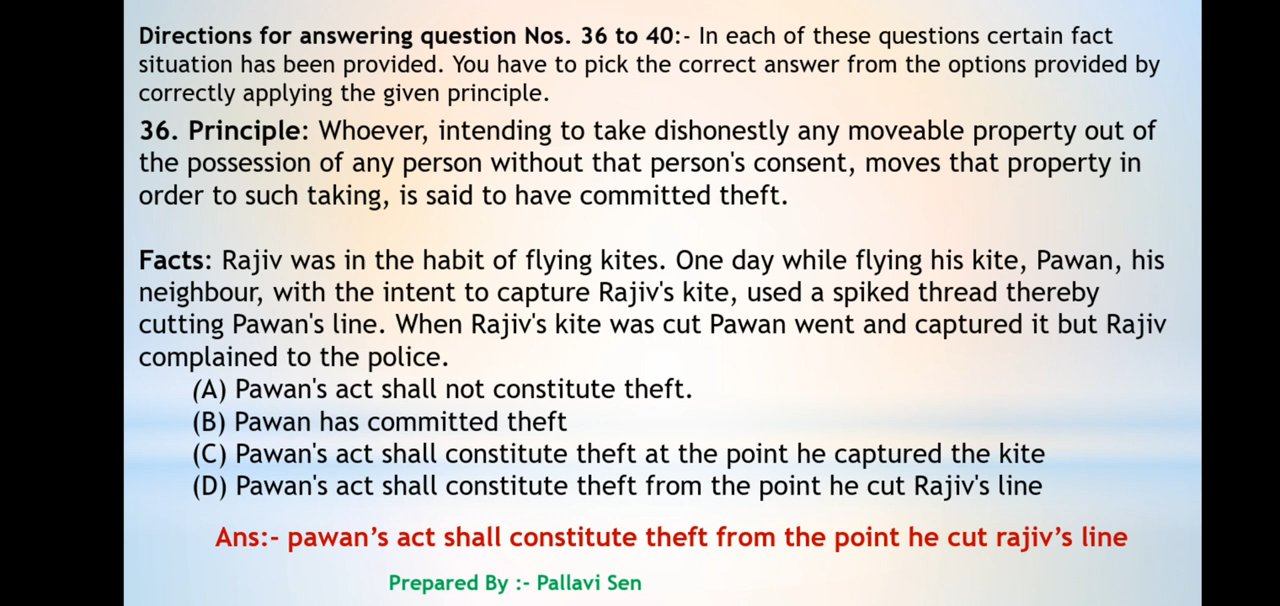 Directions for answering question Nos. 36 to 40:- In each of these questions certain fact
situation has been provided. You have to pick the correct answer from the options provided by
correctly applying the given principle.
36. Principle: Whoever, intending to take dishonestly any moveable property out of
the possession of any person without that person's consent, moves that property in
order to such taking, is said to have committed theft.
Facts: Rajiv was in the habit of flying kites. One day while flying his kite, Pawan, his
neighbour, with the intent to capture Rajiv's kite, used a spiked thread thereby
cutting Pawan's line. When Rajiv's kite was cut Pawan went and captured it but Rajiv
complained to the police.
(A) Pawan's act shall not constitute theft.
(B) Pawan has committed theft
(C) Pawan's act shall constitute theft at the point he captured the kite
(D) Pawan's act shall constitute theft from the point he cut Rajiv's line
Ans:- pawan’s act shall constitute theft from the point he cut rajiv’s line
Prepared By :- Pallavi Sen